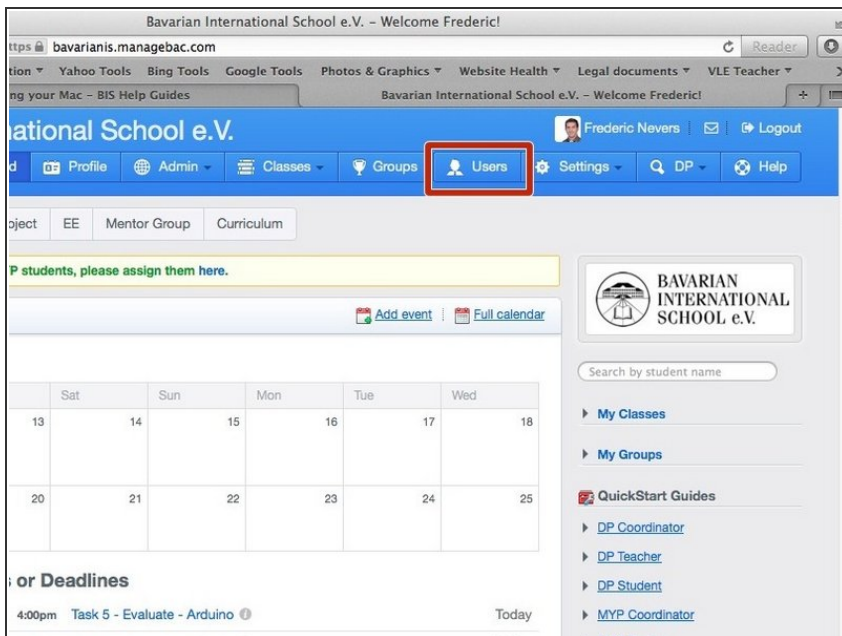 Bavarian International School e.V. – Welcome Frederic!
ttps bavarianis.managebac.com Reader
tion Yahoo Tools Bing Tools Google Tools Photos & Graphics Website Health Legal documents VLE Teacher
ng your Mac – BIS Help Guides Bavarian International School e.V. – Welcome Frederic!
national School e.V. Frederic Nevers Logout
d Profile Admin Classes Groups Users Settings DP Help
oject EE Mentor Group Curriculum
P students, please assign them here.
BAVARIAN
INTERNATIONAL
SCHOOL e.V.
Add event Full calendar
Search by student name
Sat Sun Mon Tue Wed
13 14 15 16 17 18
My Classes
My Groups
20 21 22 23 24 25
QuickStart Guides
DP Coordinator
DP Teacher
DP Student
MYP Coordinator
s or Deadlines
4:00pm Task 5 - Evaluate - Arduino Today